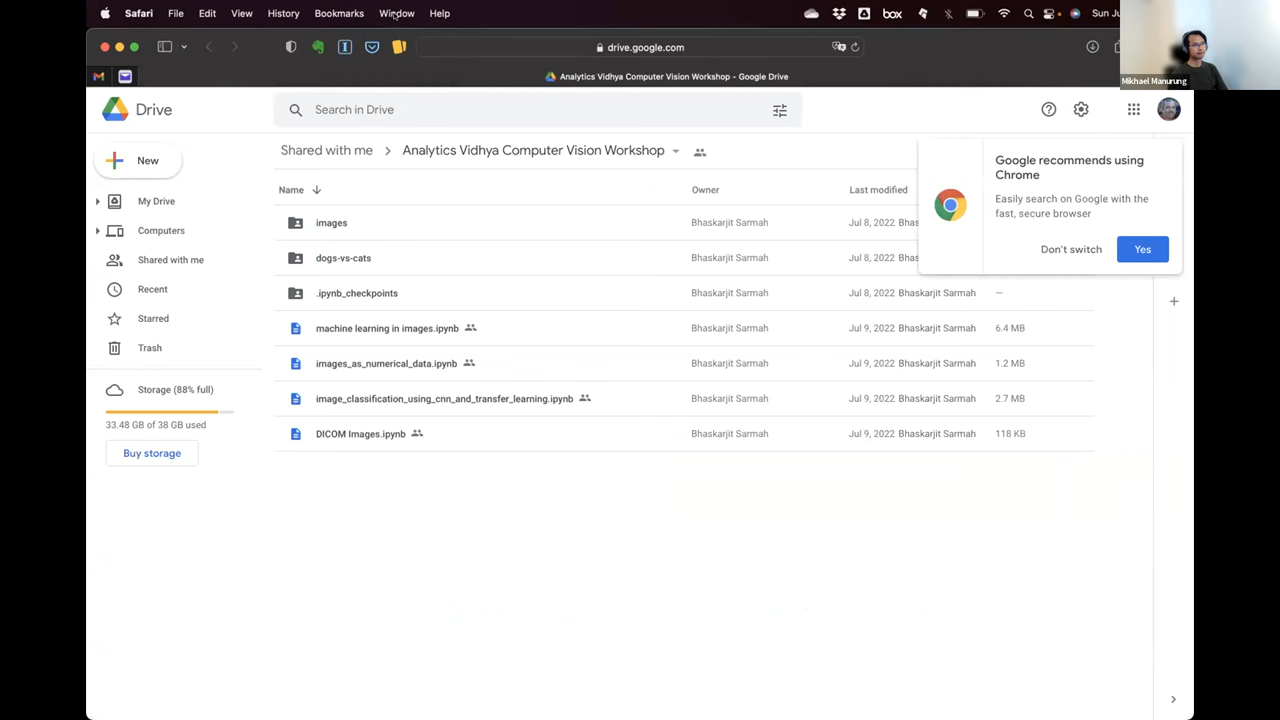 Safari File Edit View History Bookmarks Window Help
box
Sun Ju
Mikhael Manurung
drive.google.com
Analytics Vidhya Computer Vision Workshop - Google Drive
Drive
Search in Drive
New
My Drive
Computers
Shared with me
Recent
Starred
Trash
Storage (88% full)
33.48 GB of 38 GB used
Buy storage
Shared with me > Analytics Vidhya Computer Vision Workshop
Name Owner Last modified
images Bhaskarjit Sarmah Jul 8, 2022 Bhas
dogs-vs-cats Bhaskarjit Sarmah Jul 8, 2022 Bhas
.ipynb_checkpoints Bhaskarjit Sarmah Jul 8, 2022 Bhaskarjit Sarmah —
machine learning in images.ipynb Bhaskarjit Sarmah Jul 9, 2022 Bhaskarjit Sarmah 6.4 MB
images_as_numerical_data.ipynb Bhaskarjit Sarmah Jul 9, 2022 Bhaskarjit Sarmah 1.2 MB
image_classification_using_cnn_and_transfer_learning.ipynb Bhaskarjit Sarmah Jul 9, 2022 Bhaskarjit Sarmah 2.7 MB
DICOM Images.ipynb Bhaskarjit Sarmah Jul 9, 2022 Bhaskarjit Sarmah 118 KB
Google recommends using
Chrome
Easily search on Google with the
fast, secure browser
Don't switch Yes